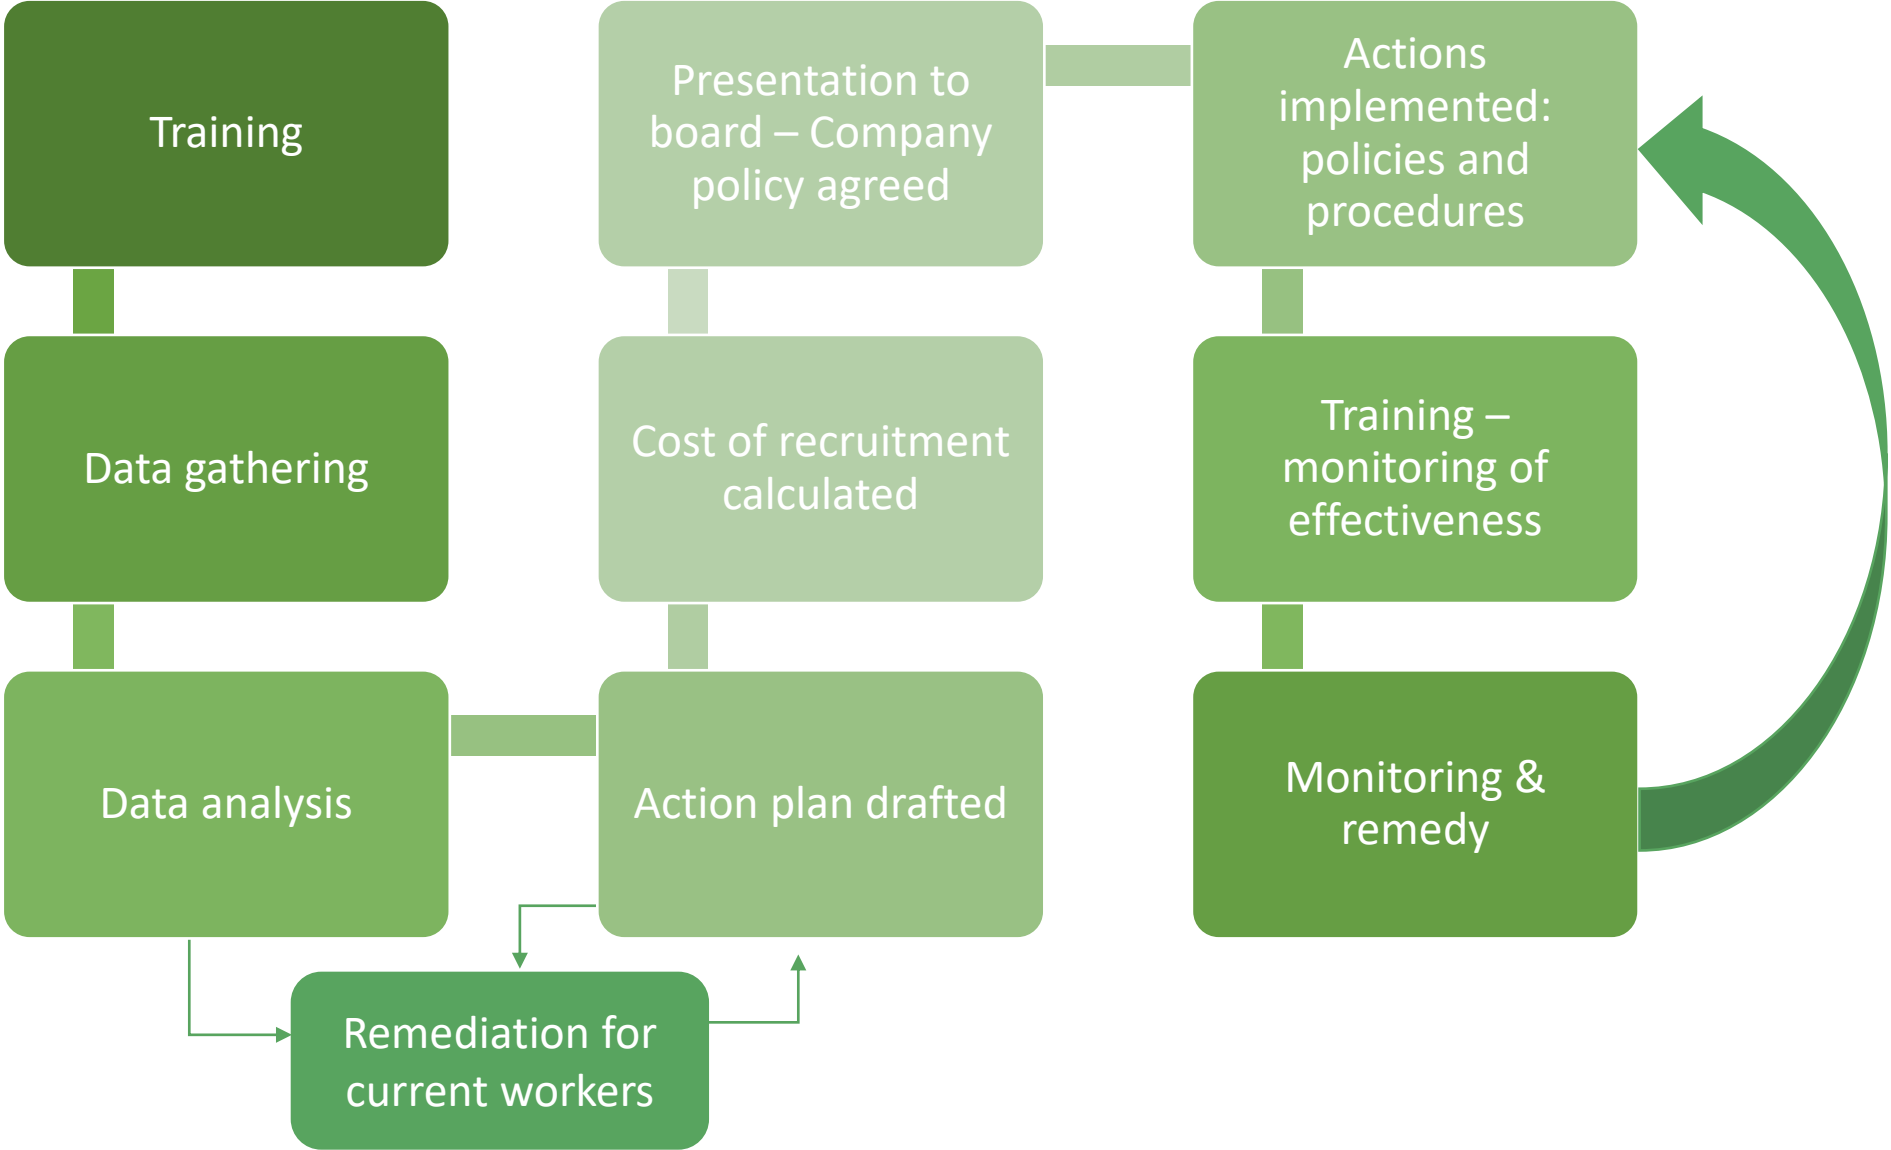 Training
Data gathering
Data analysis
Action plan drafted
Cost of recruitment
calculated
Presentation to
board – Company
policy agreed
Actions
implemented:
policies and
procedures
Training –
monitoring of
effectiveness
Monitoring &
remedy
Remediation for
current workers